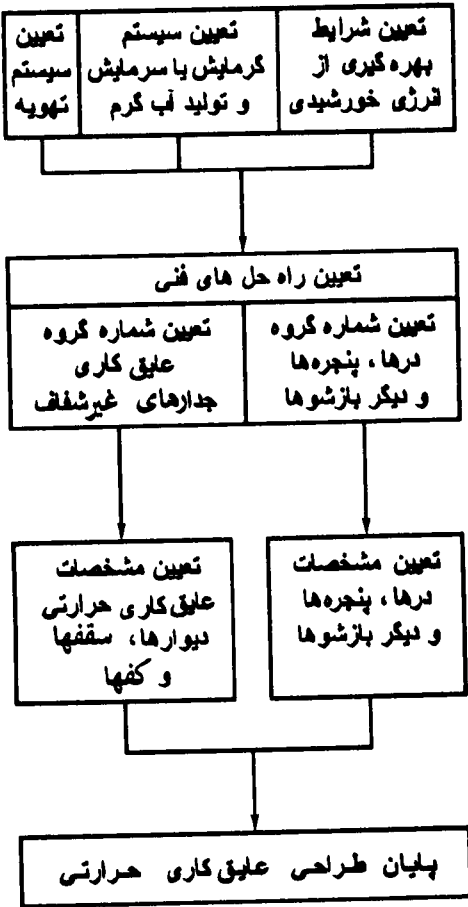 تعیین شرایط
بهره گیری از
انرژی خورشیدی
تعیین سیستم
گرمایش یا سرمایش
و تولید آب گرم
تعیین
سیستم
تهویه
تعیین راه حل های فنی
تعیین شماره گروه
درها، پنجره‌ها
و دیگر بازشوها
تعیین شماره گروه
عایق کاری
جدارهای غیرشفاف
تعیین مشخصات
درها، پنجره‌ها
و دیگر بازشوها
تعیین مشخصات
عایق کاری حرارتی
دیوارها، سقفها
و کفها
پایان طراحی عایق کاری حرارتی